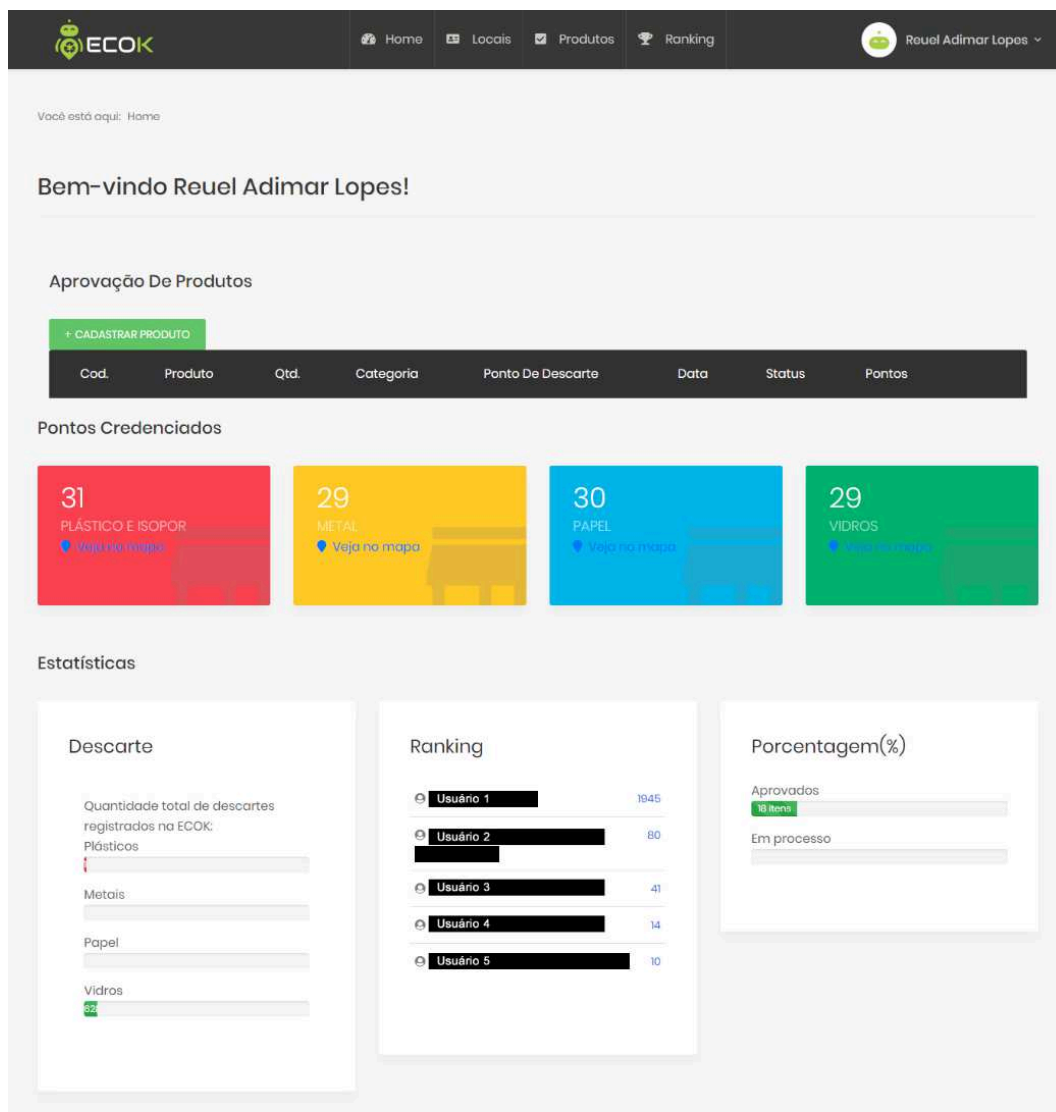 ECOK
Home Locais Produtos Ranking Reuel Adimar Lopes
Você está aqui: Home
Bem-vindo Reuel Adimar Lopes!
Aprovação De Produtos
+ CADASTRAR PRODUTO
Cod. Produto Qtd. Categoria Ponto De Descarte Data Status Pontos
Pontos Credenciados
31
PLÁSTICO E ISOPOR
Veja no mapa
29
METAL
Veja no mapa
30
PAPEL
Veja no mapa
29
VIDROS
Veja no mapa
Estatísticas
Descarte
Quantidade total de descartes
registrados na ECOK:
Plásticos
Metais
Papel
Vidros
Ranking
Usuário 1 1945
Usuário 2 80
Usuário 3 41
Usuário 4 14
Usuário 5 10
Porcentagem(%)
Aprovados
18 itens
Em processo